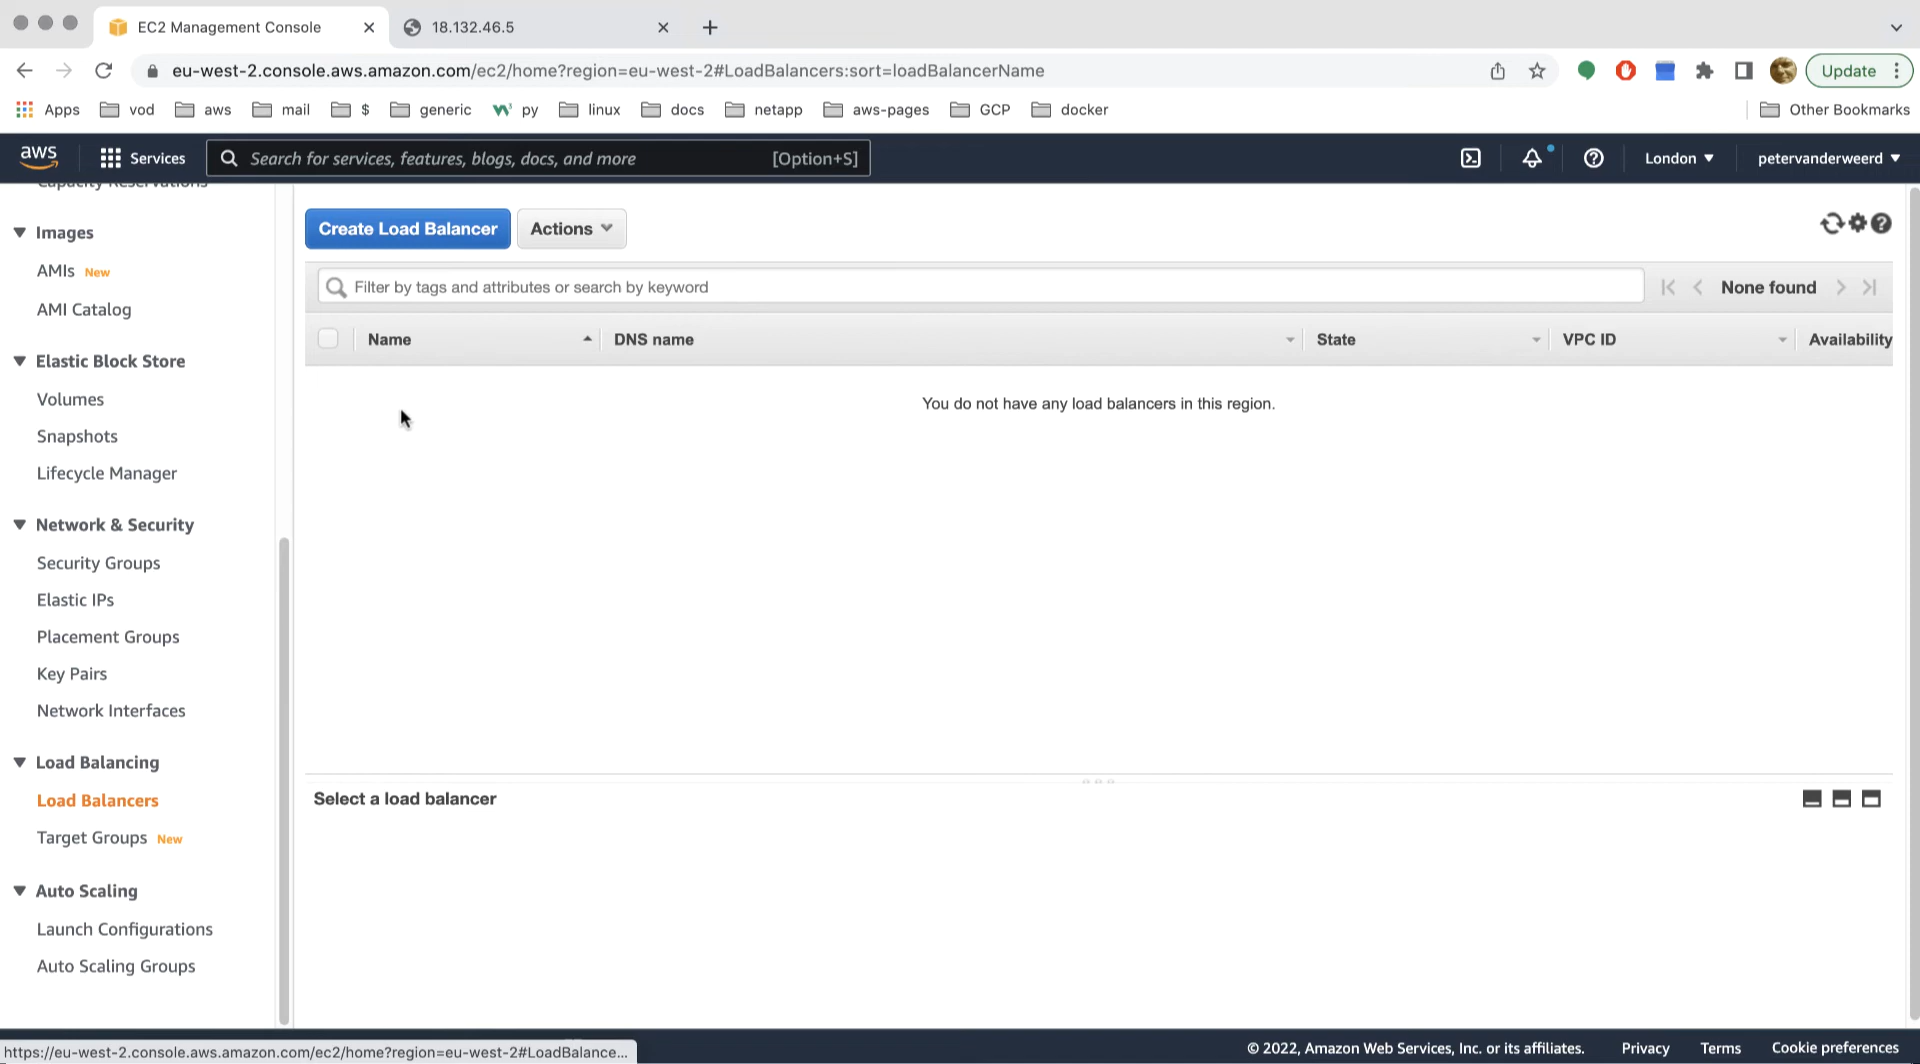 EC2 Management Console
18.132.46.5
eu-west-2.console.aws.amazon.com/ec2/home?region=eu-west-2#LoadBalancers:sort=loadBalancerName
Update
Apps
vod
aws
mail
$
generic
py
linux
docs
netapp
aws-pages
GCP
docker
Other Bookmarks
aws
Services
Search for services, features, blogs, docs, and more
[Option+S]
London
petervanderweerd
Capacity Reservations
Images
AMIs New
AMI Catalog
Elastic Block Store
Volumes
Snapshots
Lifecycle Manager
Network & Security
Security Groups
Elastic IPs
Placement Groups
Key Pairs
Network Interfaces
Load Balancing
Load Balancers
Target Groups New
Auto Scaling
Launch Configurations
Auto Scaling Groups
Create Load Balancer
Actions
Filter by tags and attributes or search by keyword
None found
Name
DNS name
State
VPC ID
Availability
You do not have any load balancers in this region.
Select a load balancer
https://eu-west-2.console.aws.amazon.com/ec2/home?region=eu-west-2#LoadBalance...
© 2022, Amazon Web Services, Inc. or its affiliates.
Privacy
Terms
Cookie preferences